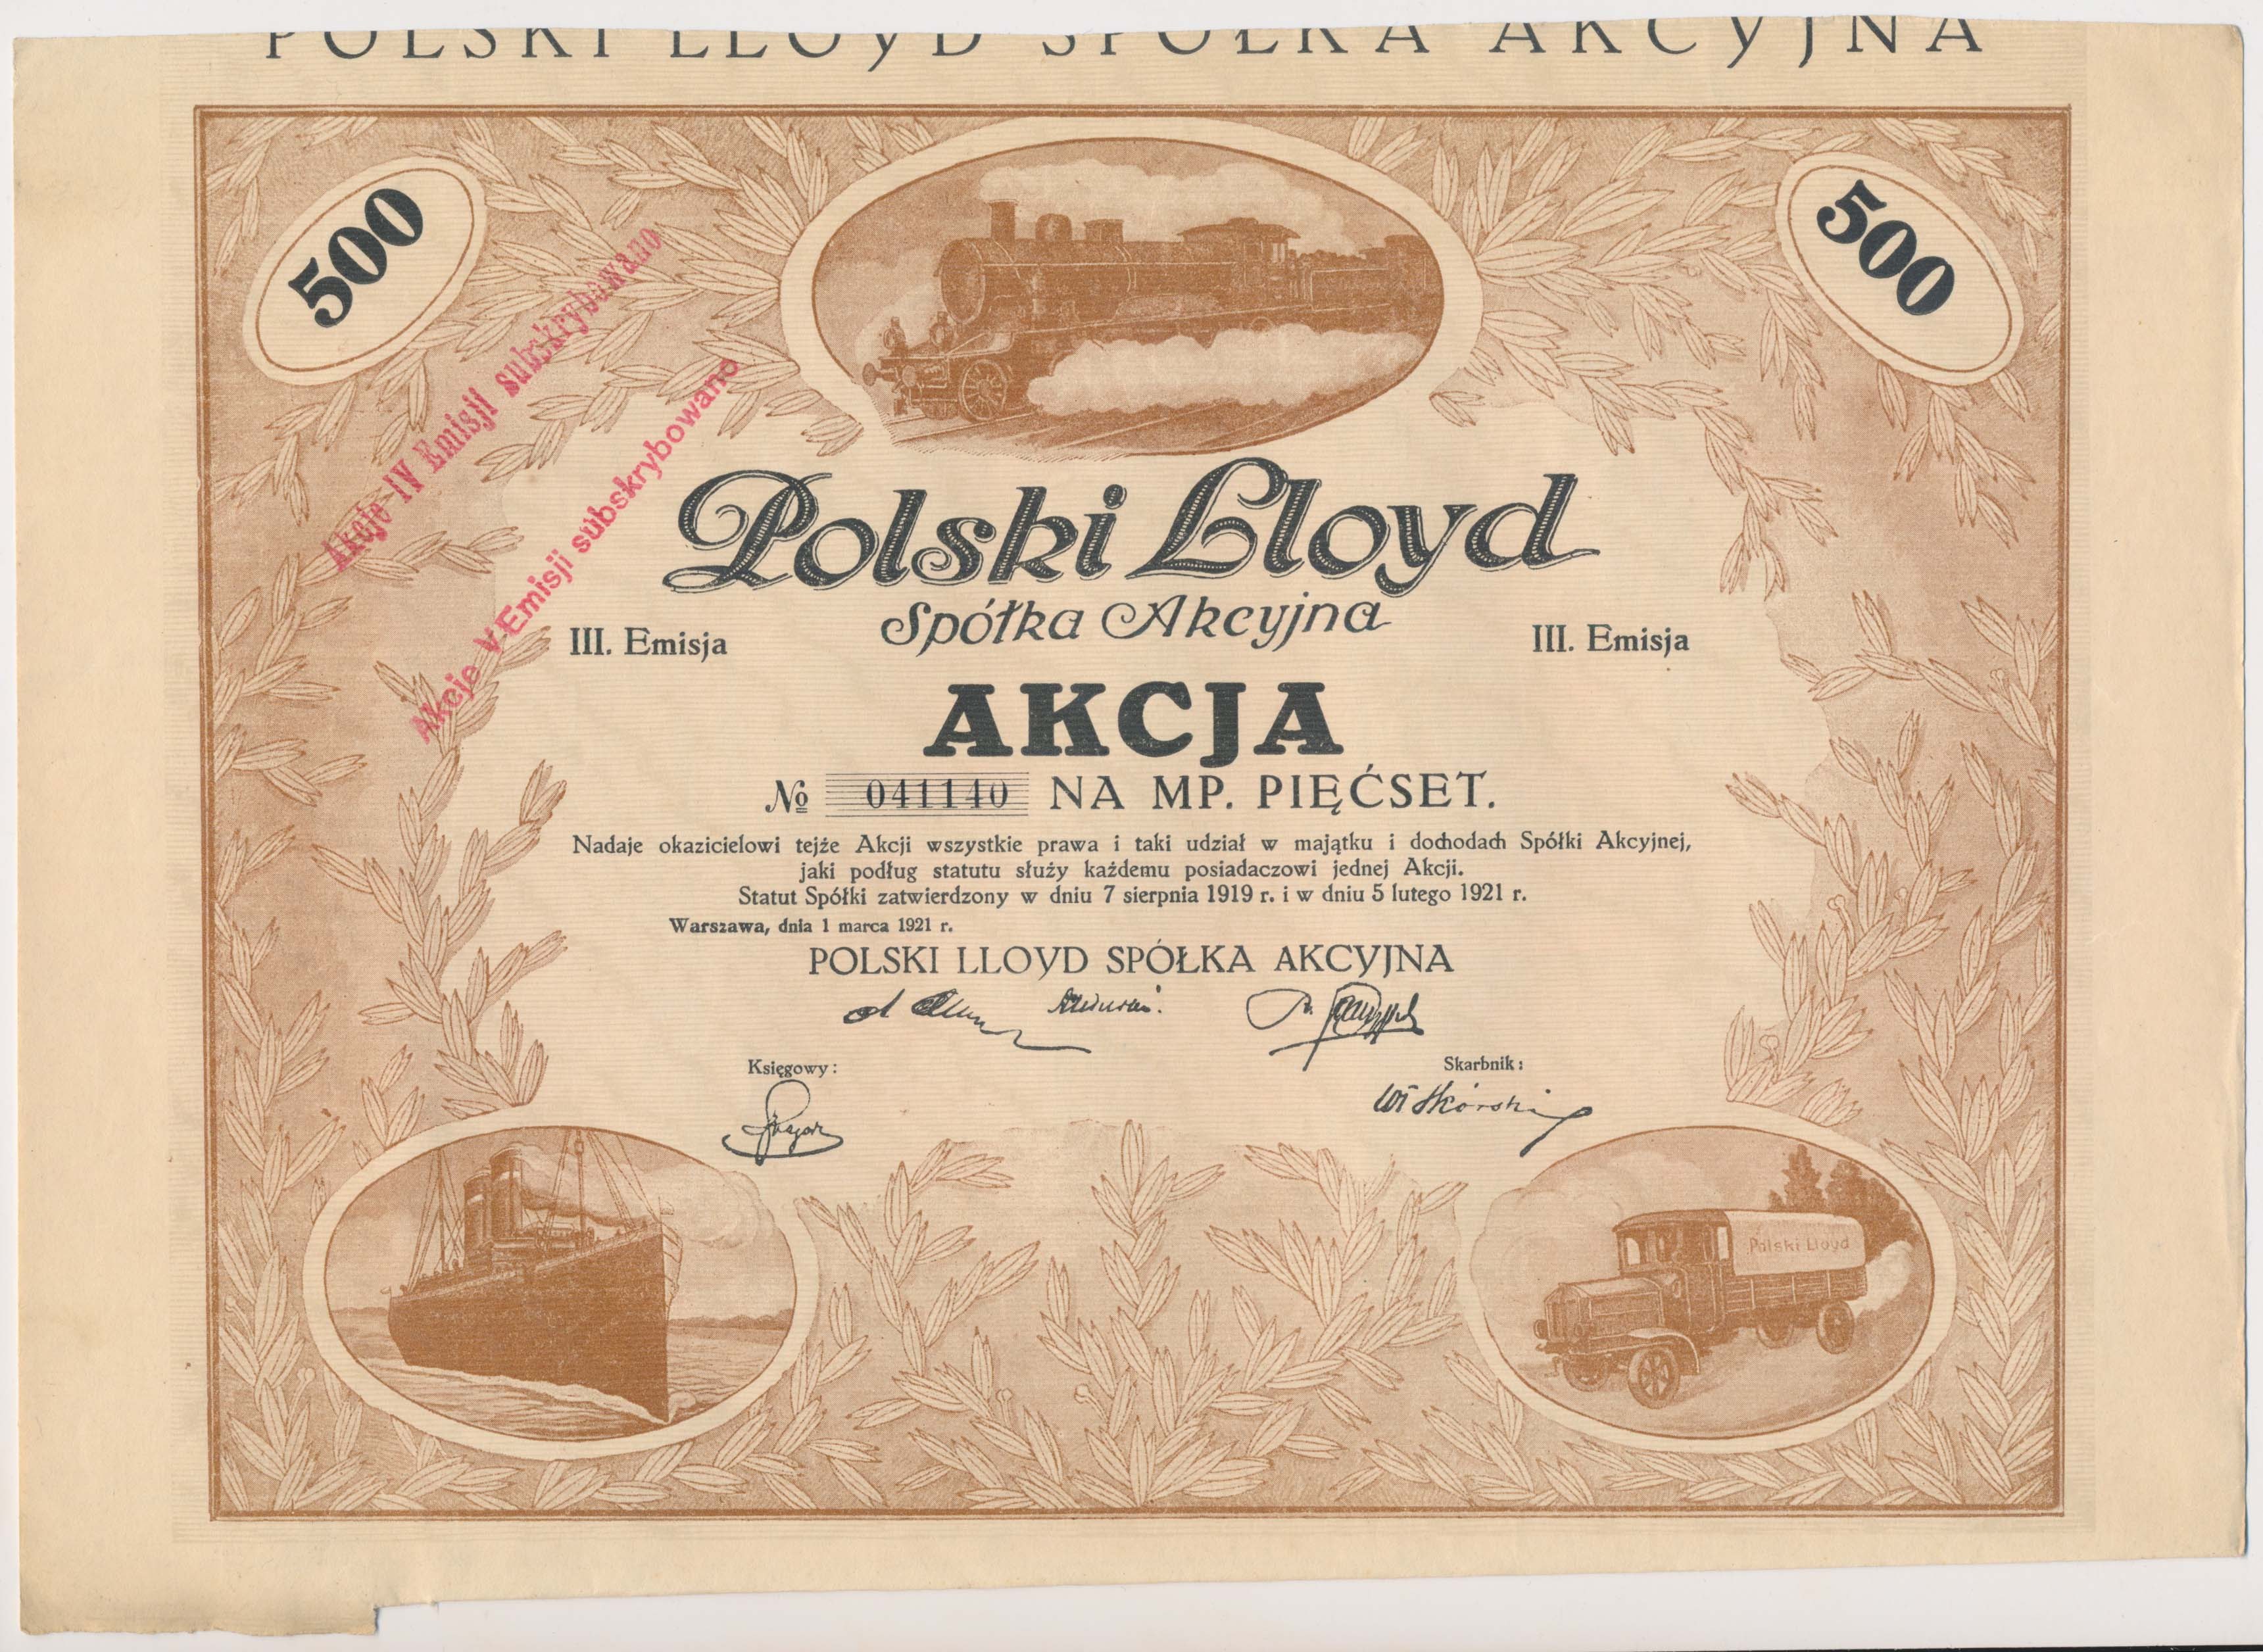 POLSKI LLOYD SPÓŁKA AKCYJNA
500
500
Akcje IV Emisji subskrybowano
Akcje V Emisji subskrybowano
Polski Lloyd
Spółka Akcyjna
III. Emisja
III. Emisja
AKCJA
№ 041140 NA MP. PIĘĆSET.
Nadaje okazicielowi tejże Akcji wszystkie prawa i taki udział w majątku i dochodach Spółki Akcyjnej,
jaki podług statutu służy każdemu posiadaczowi jednej Akcji.
Statut Spółki zatwierdzony w dniu 7 sierpnia 1919 r. i w dniu 5 lutego 1921 r.
Warszawa, dnia 1 marca 1921 r.
POLSKI LLOYD SPÓŁKA AKCYJNA
Księgowy:
Skarbnik:
Polski Lloyd